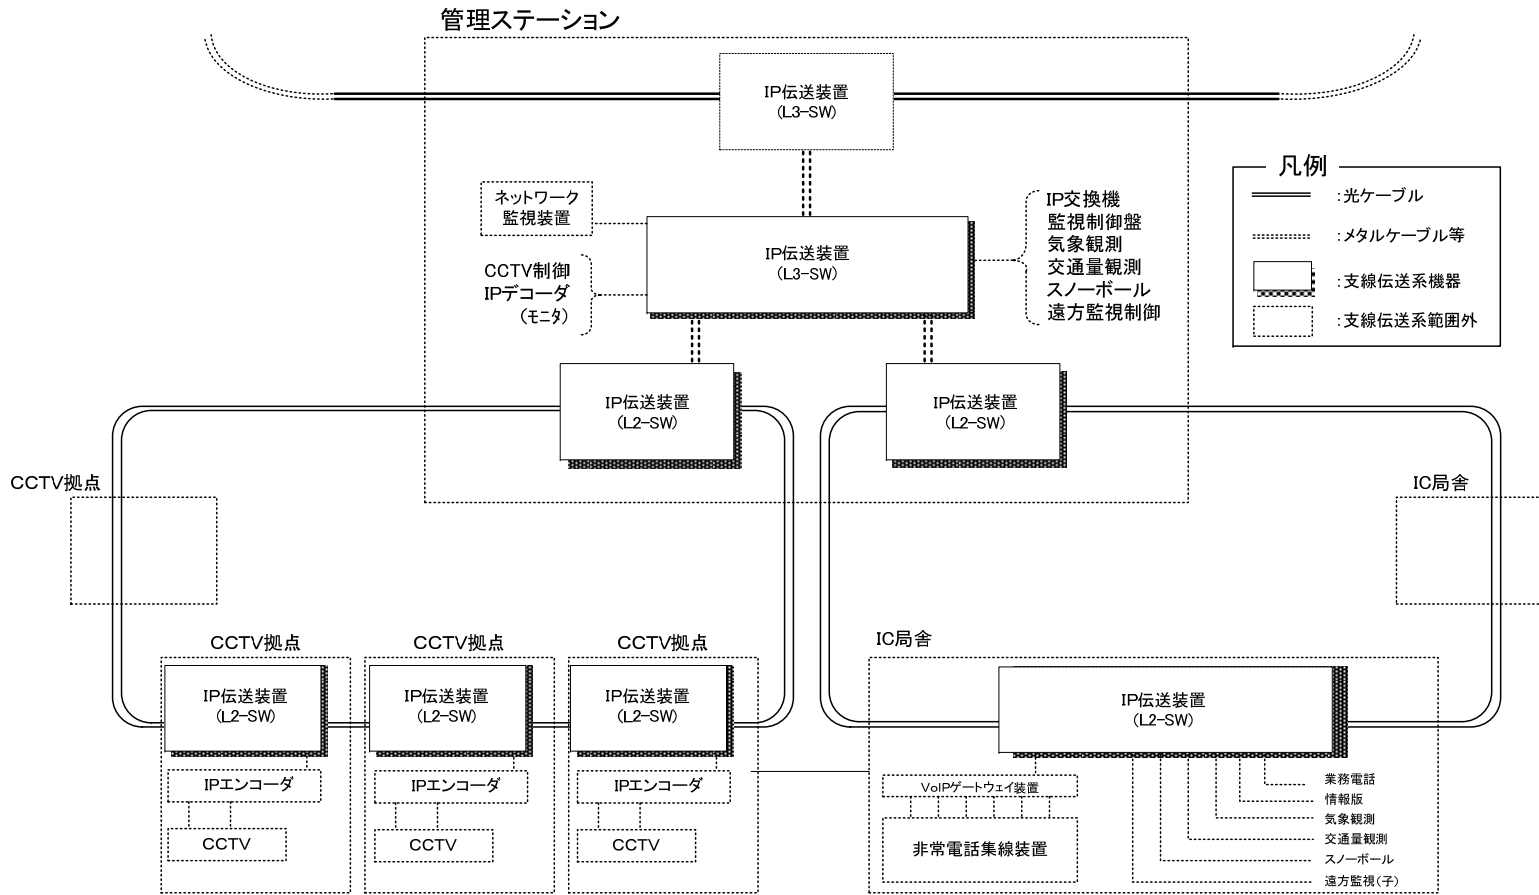 管理ステーション
IP伝送装置
(L3-SW)
凡例
:光ケーブル
:メタルケーブル等
:支線伝送系機器
:支線伝送系範囲外
ネットワーク
監視装置
CCTV制御
IPデコーダ
(モニタ)
IP伝送装置
(L3-SW)
IP交換機
監視制御盤
気象観測
交通量観測
スノーボール
遠方監視制御
IP伝送装置
(L2-SW)
IP伝送装置
(L2-SW)
CCTV拠点
IC局舎
CCTV拠点
IP伝送装置
(L2-SW)
IPエンコーダ
CCTV
CCTV拠点
IP伝送装置
(L2-SW)
IPエンコーダ
CCTV
CCTV拠点
IP伝送装置
(L2-SW)
IPエンコーダ
CCTV
IC局舎
IP伝送装置
(L2-SW)
VoIPゲートウェイ装置
非常電話集線装置
業務電話
情報版
気象観測
交通量観測
スノーボール
遠方監視(子)